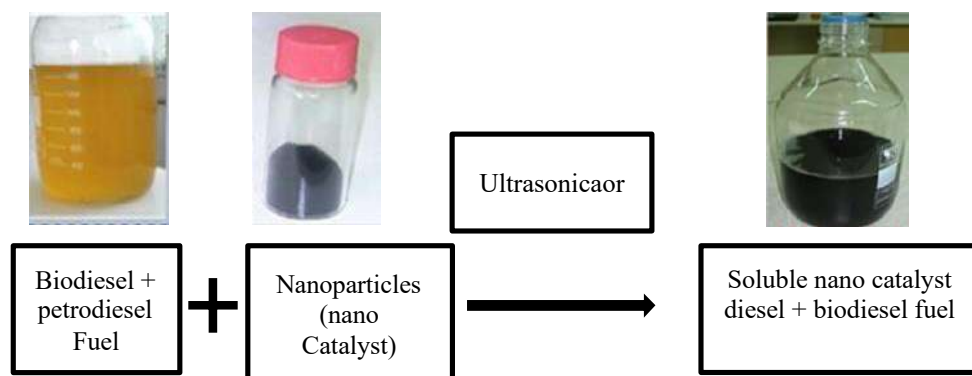 Ultrasonicaor
Biodiesel +
petrodiesel
Fuel
+
Nanoparticles
(nano
Catalyst)
Soluble nano catalyst
diesel + biodiesel fuel